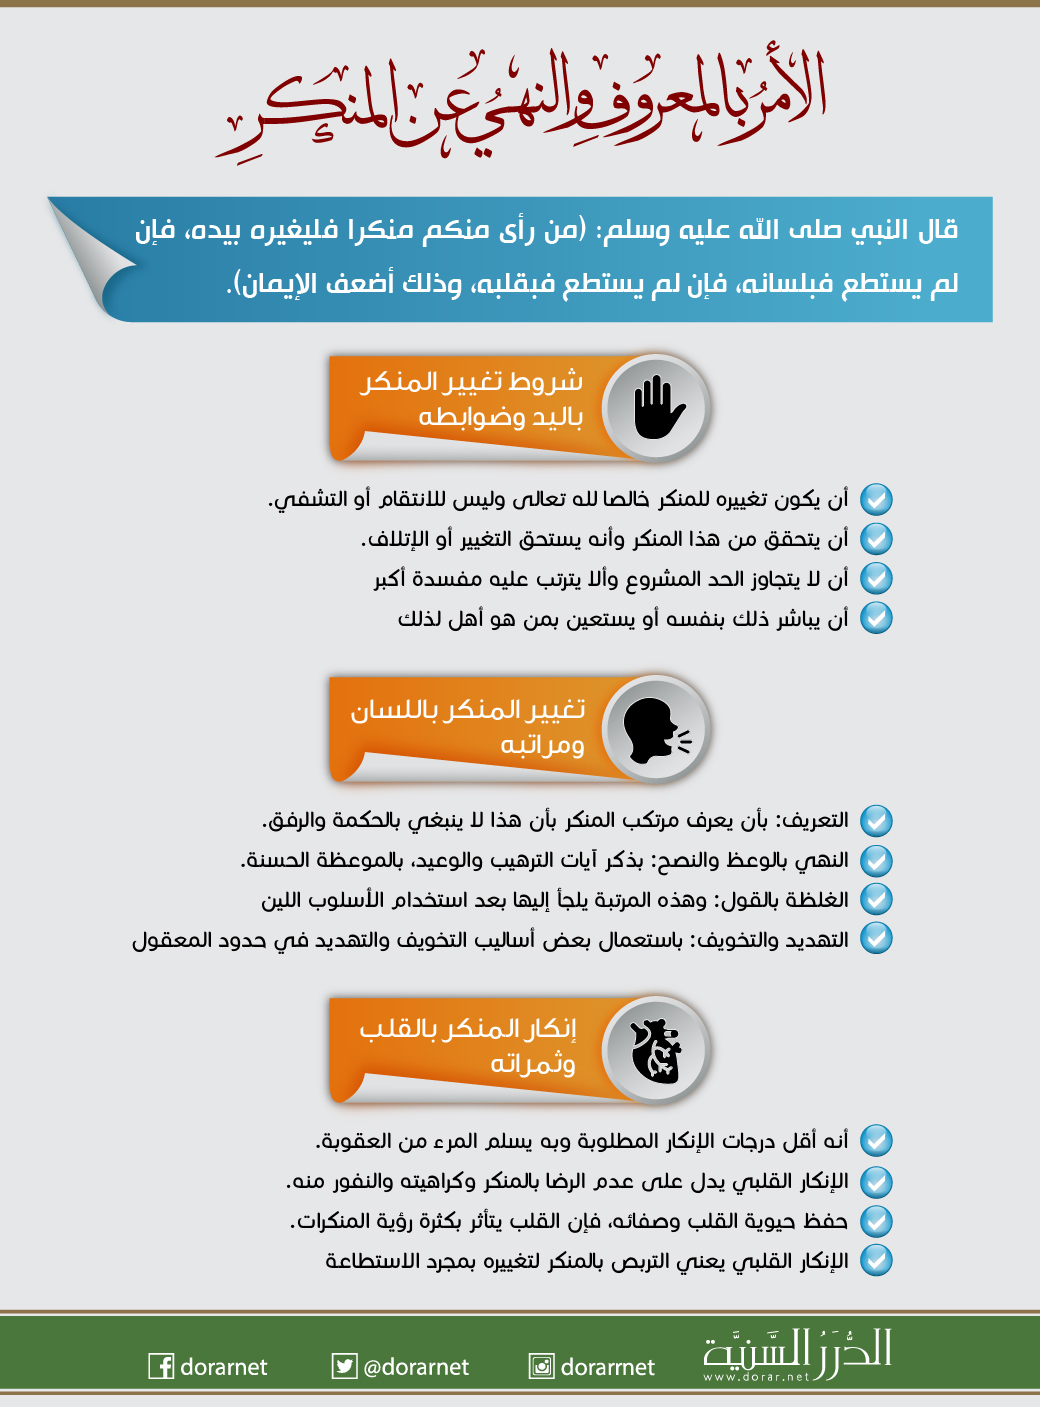 الأمر بالمعروف والنهي عن المنكر
قال النبي صلى الله عليه وسلم: (من رأى منكم منكرا فليغيره بيده، فإن
لم يستطع فبلسانه، فإن لم يستطع فبقلبه، وذلك أضعف الإيمان).
شروط تغيير المنكر
باليد وضوابطه
أن يكون تغييره للمنكر خالصا لله تعالى وليس للانتقام أو التشفي.
أن يتحقق من هذا المنكر وأنه يستحق التغيير أو الإتلاف.
أن لا يتجاوز الحد المشروع وألا يترتب عليه مفسدة أكبر
أن يباشر ذلك بنفسه أو يستعين بمن هو أهل لذلك
تغيير المنكر باللسان
ومراتبه
التعريف: بأن يعرف مرتكب المنكر بأن هذا لا ينبغي بالحكمة والرفق.
النهي بالوعظ والنصح: بذكر آيات الترهيب والوعيد، بالموعظة الحسنة.
الغلظة بالقول: وهذه المرتبة يلجأ إليها بعد استخدام الأسلوب اللين
التهديد والتخويف: باستعمال بعض أساليب التخويف والتهديد في حدود المعقول
إنكار المنكر بالقلب
وثمراته
أنه أقل درجات الإنكار المطلوبة وبه يسلم المرء من العقوبة.
الإنكار القلبي يدل على عدم الرضا بالمنكر وكراهيته والنفور منه.
حفظ حيوية القلب وصفائه، فإن القلب يتأثر بكثرة رؤية المنكرات.
الإنكار القلبي يعني التربص بالمنكر لتغييره بمجرد الاستطاعة
الدُّرَرُ السَّنِيَّة
www.dorar.net
dorarrnet
@dorarnet
dorarnet